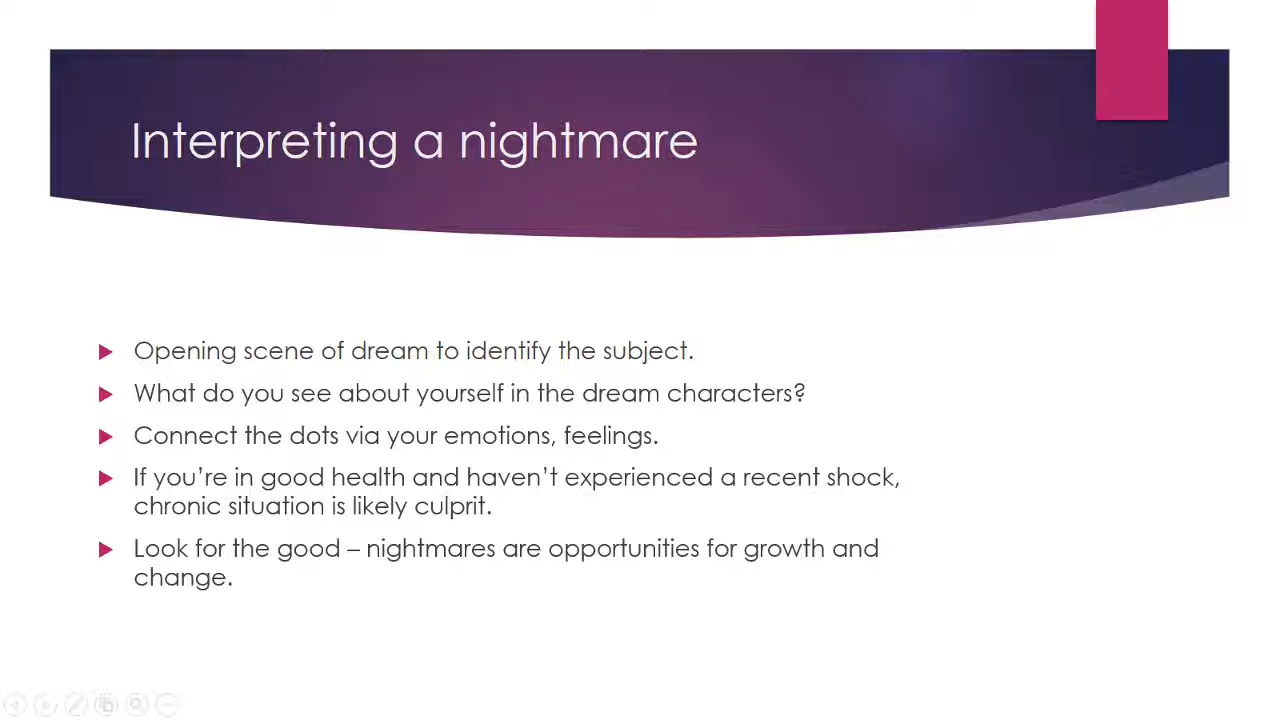 Interpreting a nightmare
Opening scene of dream to identify the subject.
What do you see about yourself in the dream characters?
Connect the dots via your emotions, feelings.
If you’re in good health and haven’t experienced a recent shock,
chronic situation is likely culprit.
Look for the good – nightmares are opportunities for growth and
change.